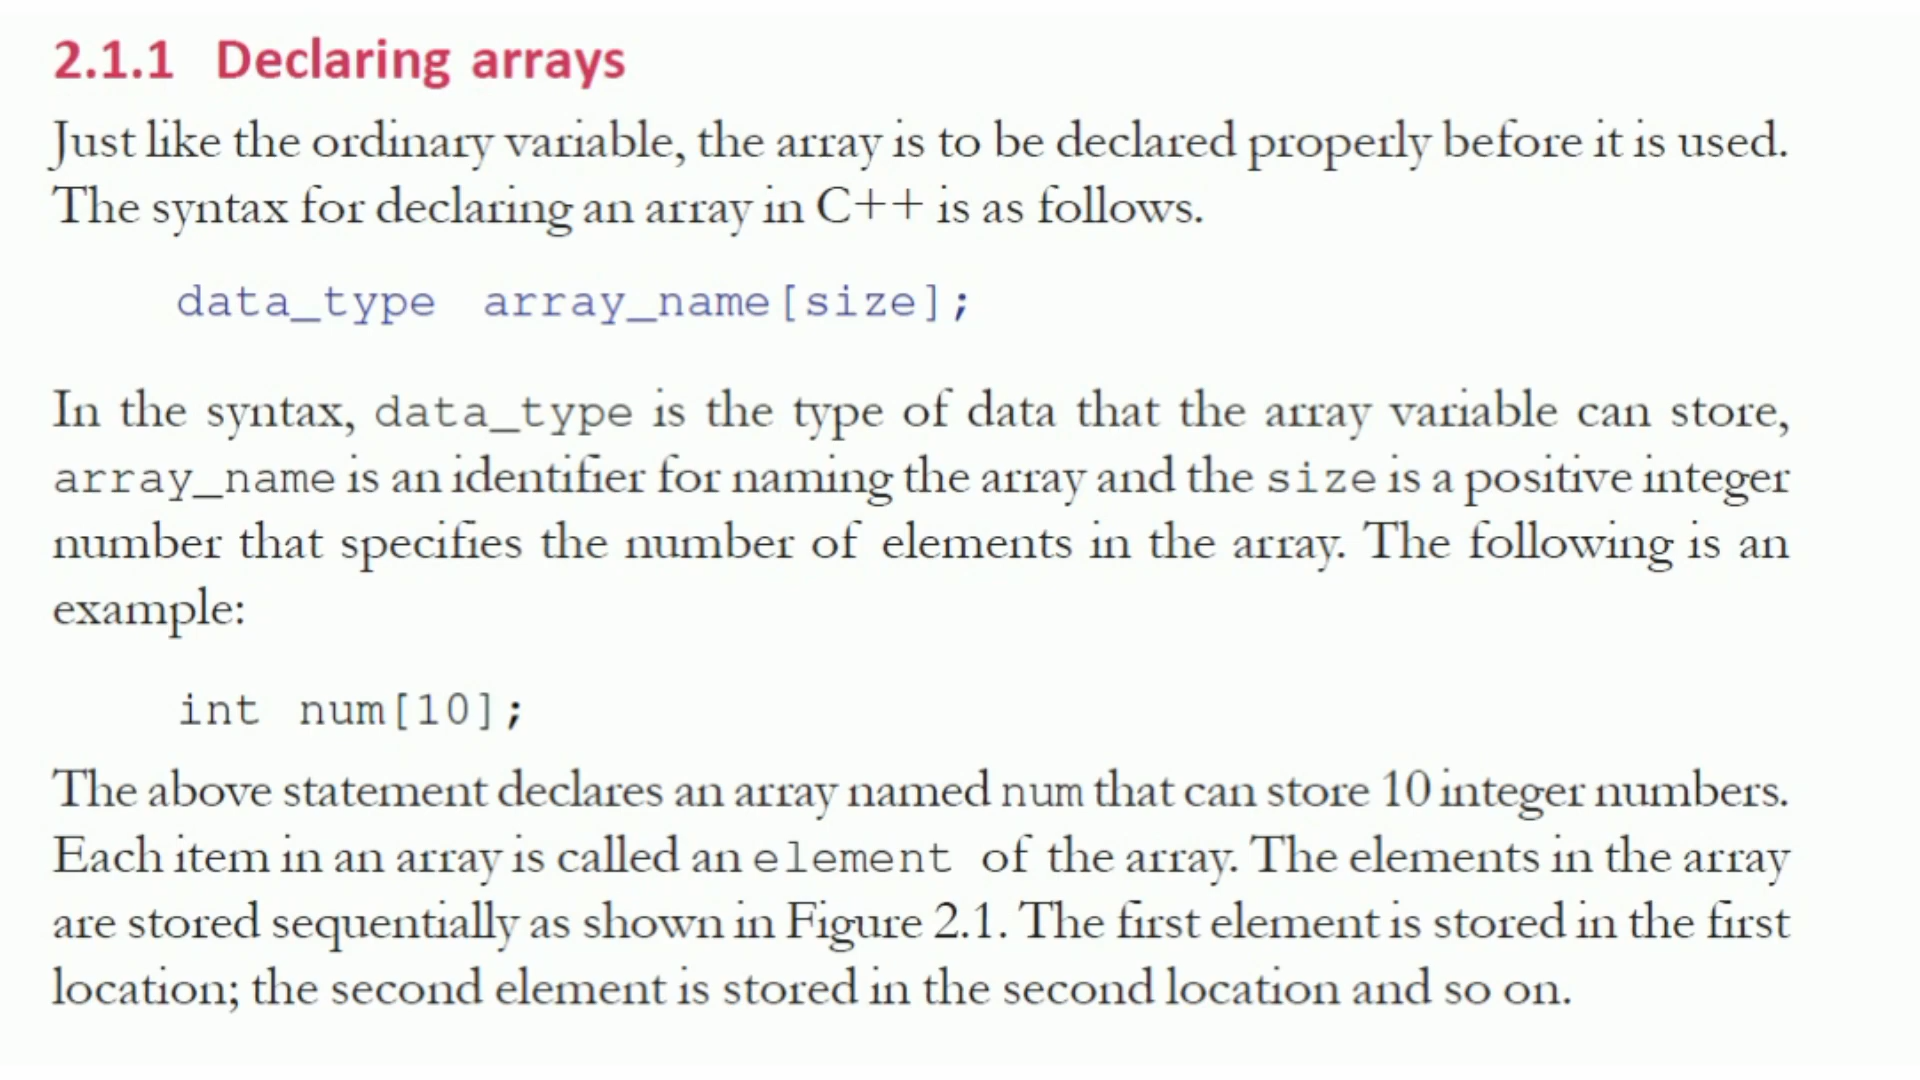 2.1.1 Declaring arrays
Just like the ordinary variable, the array is to be declared properly before it is used.
The syntax for declaring an array in C++ is as follows.
data_type array_name[size];
In the syntax, data_type is the type of data that the array variable can store,
array_name is an identifier for naming the array and the size is a positive integer
number that specifies the number of elements in the array. The following is an
example:
int num[10];
The above statement declares an array named num that can store 10 integer numbers.
Each item in an array is called an element of the array. The elements in the array
are stored sequentially as shown in Figure 2.1. The first element is stored in the first
location; the second element is stored in the second location and so on.